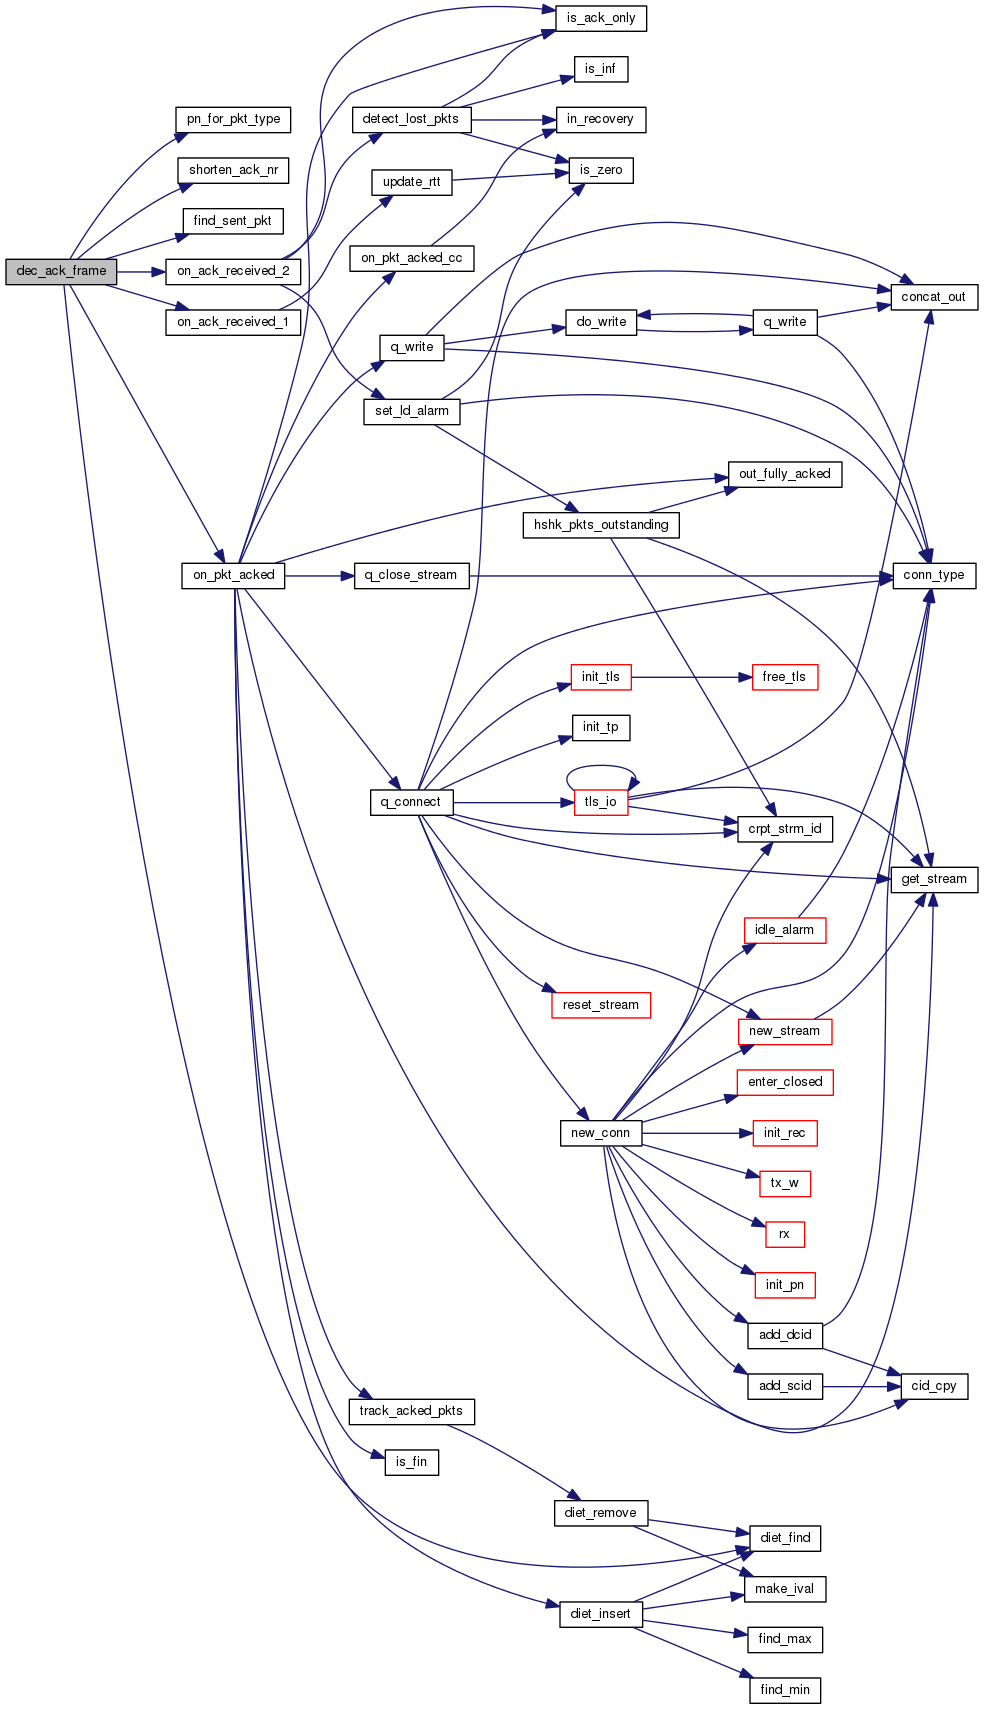 is_ack_only
is_inf
pn_for_pkt_type
detect_lost_pkts
in_recovery
shorten_ack_nr
update_rtt
is_zero
find_sent_pkt
dec_ack_frame
on_ack_received_2
on_pkt_acked_cc
concat_out
on_ack_received_1
do_write
q_write
q_write
set_ld_alarm
out_fully_acked
hshk_pkts_outstanding
on_pkt_acked
q_close_stream
conn_type
init_tls
free_tls
init_tp
q_connect
tls_io
crpt_strm_id
get_stream
idle_alarm
reset_stream
new_stream
enter_closed
new_conn
init_rec
tx_w
rx
init_pn
add_dcid
add_scid
cid_cpy
track_acked_pkts
is_fin
diet_remove
diet_find
make_ival
diet_insert
find_max
find_min